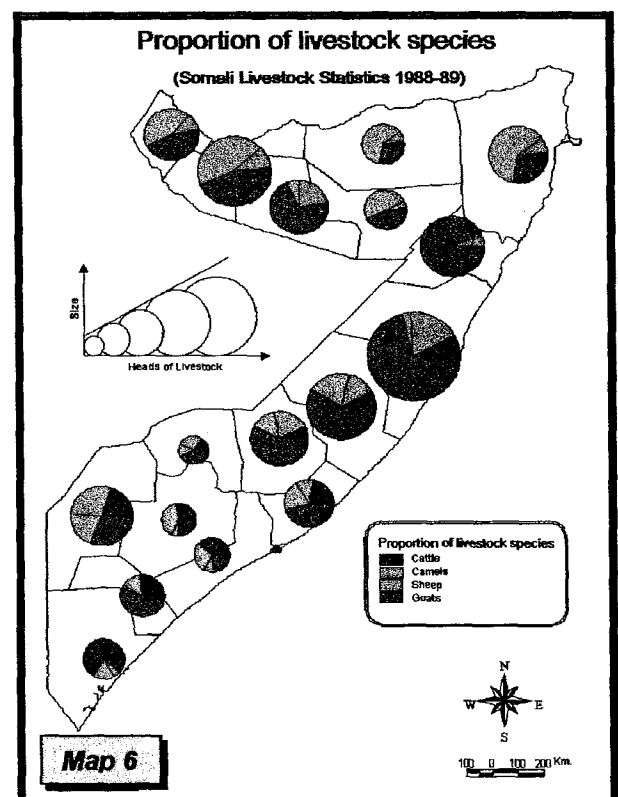 Proportion of livestock species
(Somali Livestock Statistics 1988-89)
Size
Heads of Livestock
Proportion of livestock species
Cattle
Camels
Sheep
Goats
N
W E
S
Map 6
100 0 100 200 Km.